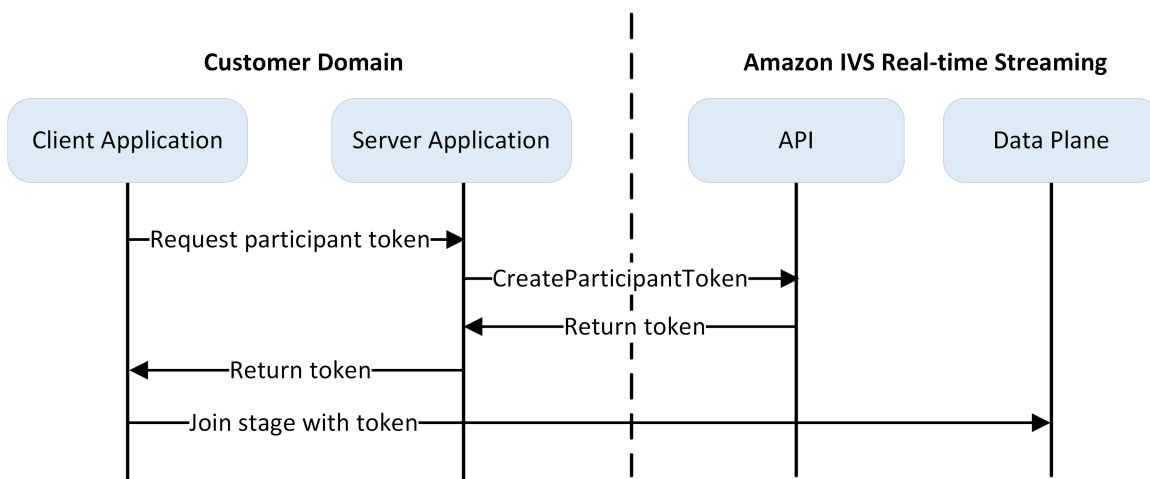 Customer Domain
Amazon IVS Real-time Streaming
Client Application
Server Application
API
Data Plane
Request participant token
CreateParticipantToken
Return token
Return token
Join stage with token